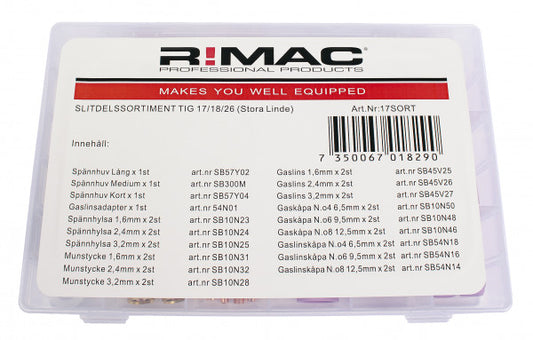 R!MAC
PROFESSIONAL PRODUCTS
MAKES YOU WELL EQUIPPED
SLITDELSSORTIMENT TIG 17/18/26 (Stora Linde)
Art.Nr:17SORT
7 350067 018290
Innehåll:
Spännhuv Lång x 1st art.nr SB57Y02
Spännhuv Medium x 1st art.nr SB300M
Spännhuv Kort x 1st art.nr SB57Y04
Gaslinsadapter x 1st art.nr 54N01
Spännhylsa 1,6mm x 2st art.nr SB10N23
Spännhylsa 2,4mm x 2st art.nr SB10N24
Spännhylsa 3,2mm x 2st art.nr SB10N25
Munstycke 1,6mm x 2st art.nr SB10N31
Munstycke 2,4mm x 2st art.nr SB10N32
Munstycke 3,2mm x 2st art.nr SB10N28
Gaslins 1,6mm x 2st art.nr SB45V25
Gaslins 2,4mm x 2st art.nr SB45V26
Gaslins 3,2mm x 2st art.nr SB45V27
Gaskåpa N.o4 6,5mm x 2st art.nr SB10N50
Gaskåpa N.o6 9,5mm x 2st art.nr SB10N48
Gaskåpa N.o8 12,5mm x 2st art.nr SB10N46
Gaslinskåpa N.o4 6,5mm x 2st art.nr SB54N18
Gaslinskåpa N.o6 9,5mm x 2st art.nr SB54N16
Gaslinskåpa N.o8 12,5mm x 2st art.nr SB54N14